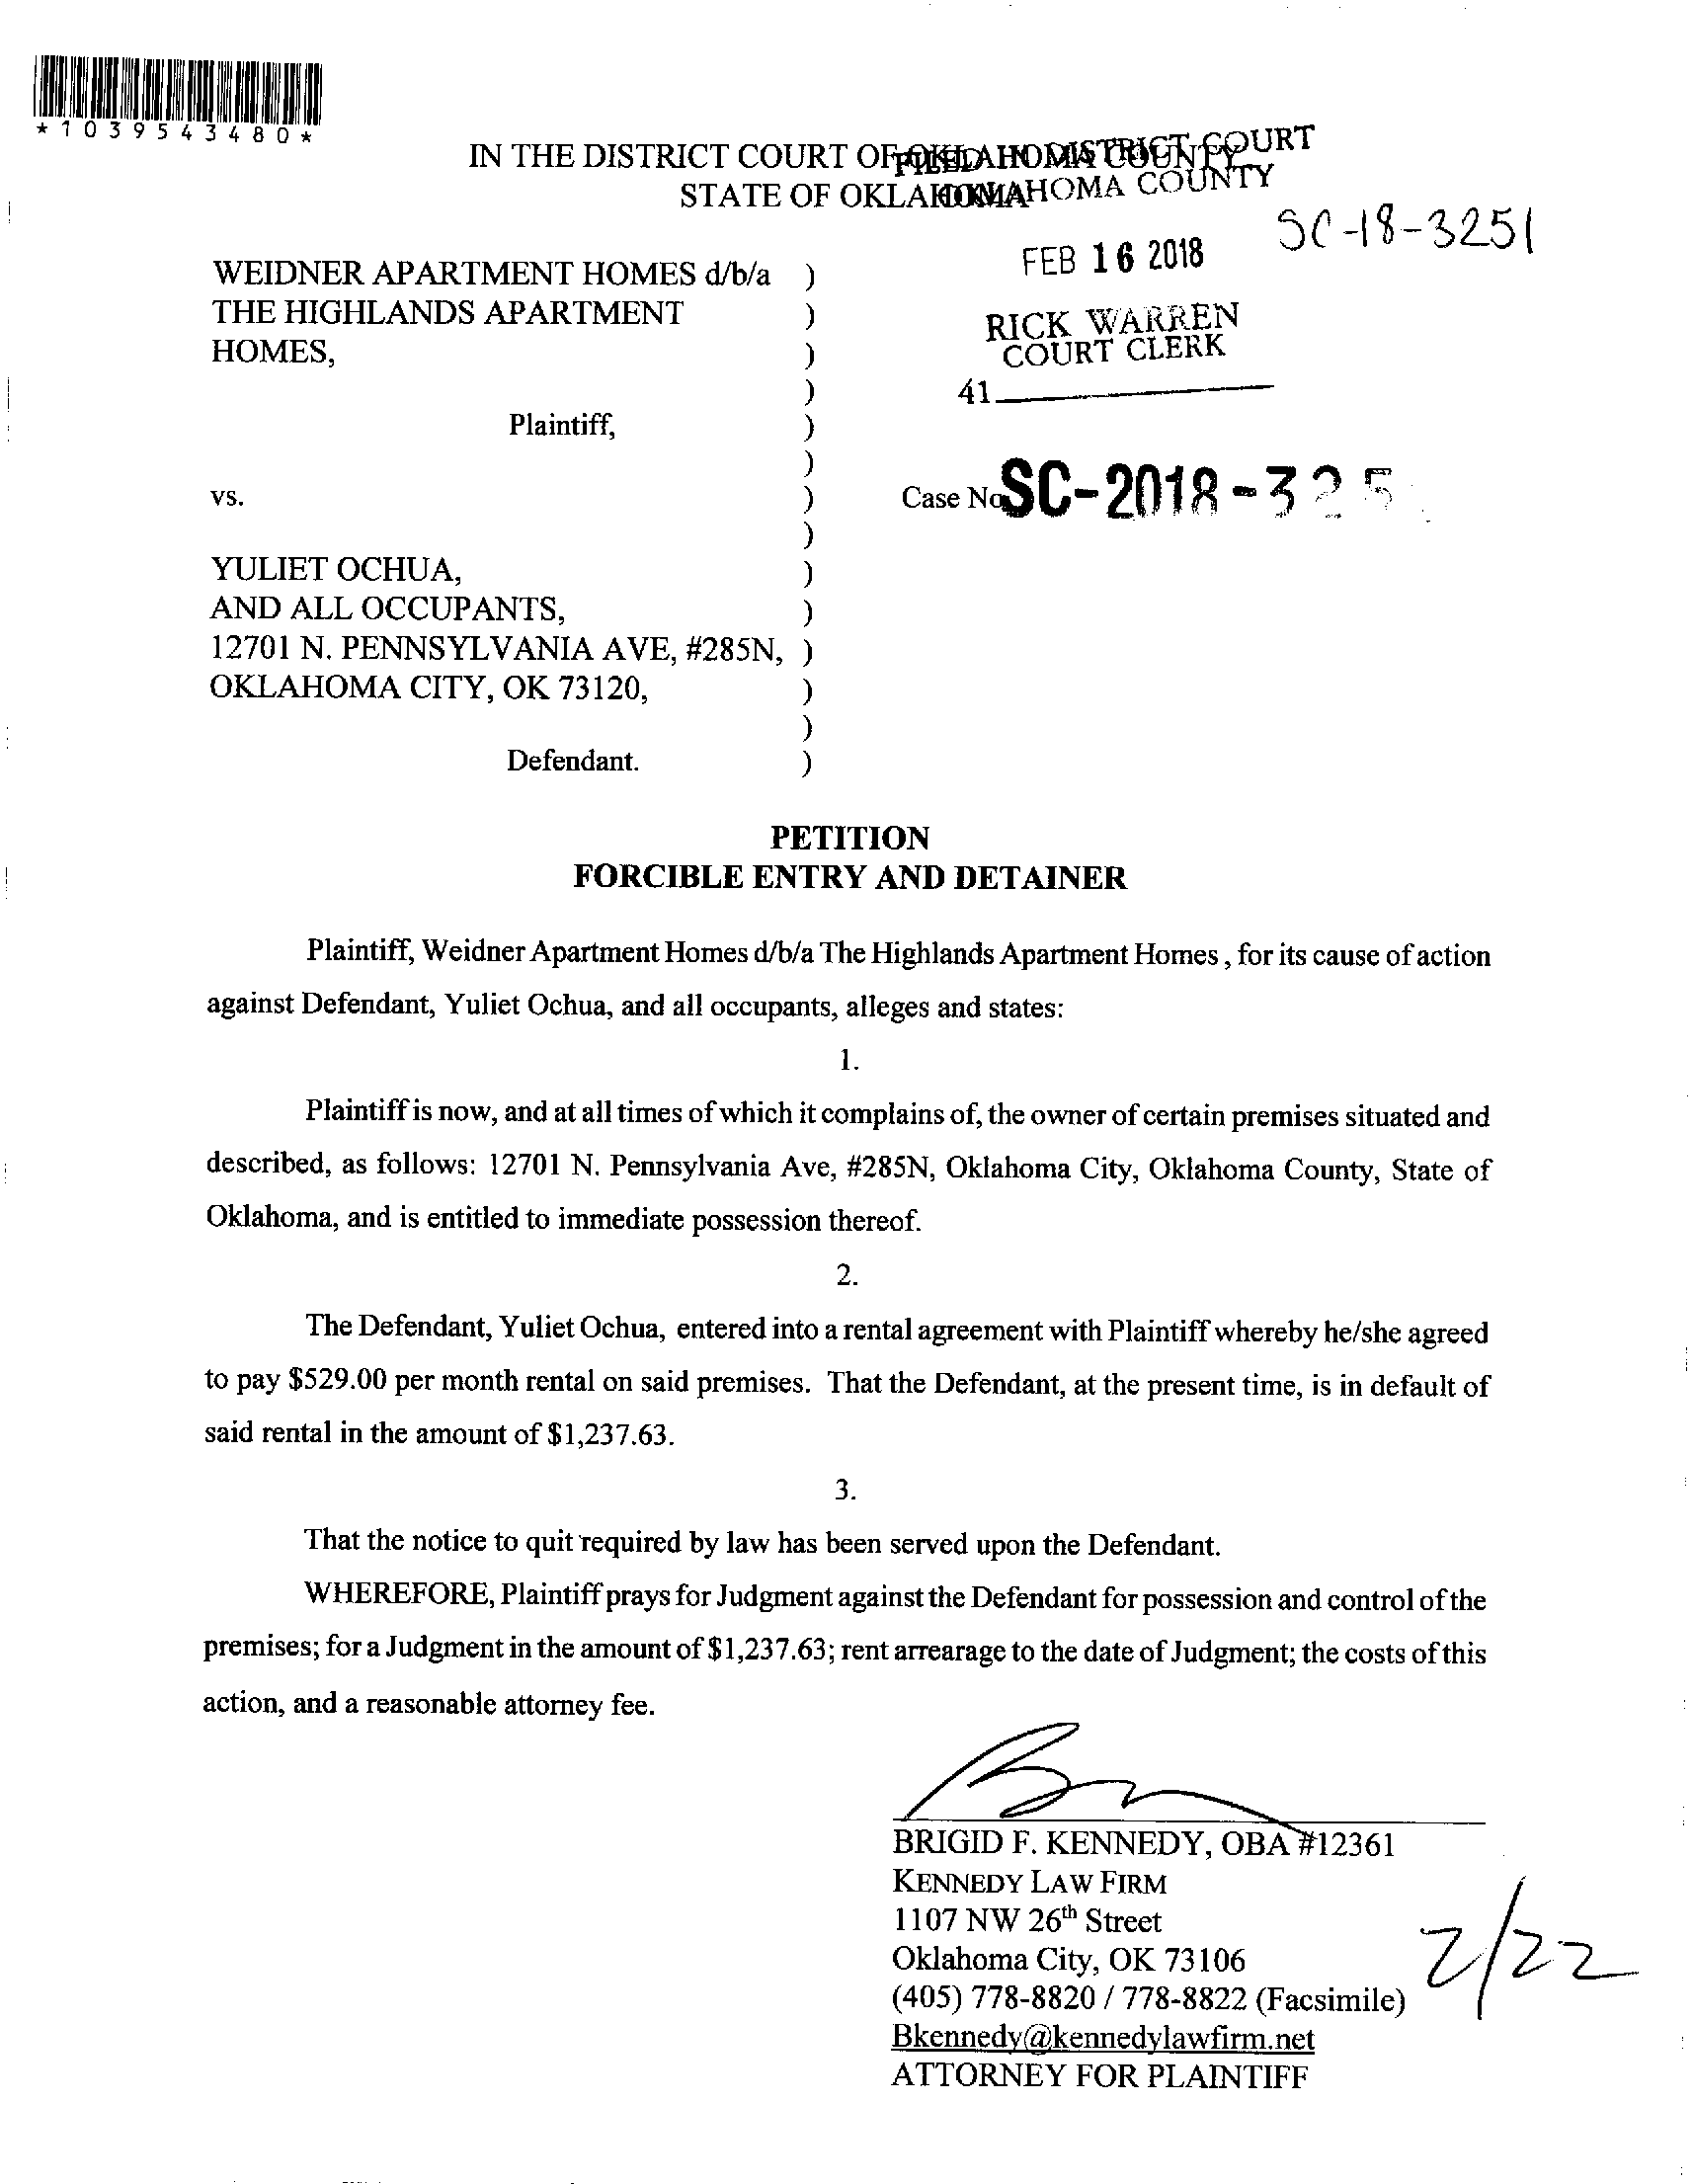 *1039543480*
IN THE DISTRICT COURT OF OKLAHOMA COUNTY
STATE OF OKLAHOMA
FILED IN DISTRICT COURT
OKLAHOMA COUNTY
SC-18-3251
FEB 16 2018
RICK WARREN
COURT CLERK
41
WEIDNER APARTMENT HOMES d/b/a )
THE HIGHLANDS APARTMENT )
HOMES, )
)
Plaintiff, )
)
vs. ) Case No. SC-2018-325
)
YULIET OCHUA, )
AND ALL OCCUPANTS, )
12701 N. PENNSYLVANIA AVE, #285N, )
OKLAHOMA CITY, OK 73120, )
)
Defendant. )
PETITION
FORCIBLE ENTRY AND DETAINER
Plaintiff, Weidner Apartment Homes d/b/a The Highlands Apartment Homes , for its cause of action
against Defendant, Yuliet Ochua, and all occupants, alleges and states:
1.
Plaintiff is now, and at all times of which it complains of, the owner of certain premises situated and
described, as follows: 12701 N. Pennsylvania Ave, #285N, Oklahoma City, Oklahoma County, State of
Oklahoma, and is entitled to immediate possession thereof.
2.
The Defendant, Yuliet Ochua, entered into a rental agreement with Plaintiff whereby he/she agreed
to pay $529.00 per month rental on said premises. That the Defendant, at the present time, is in default of
said rental in the amount of $1,237.63.
3.
That the notice to quit required by law has been served upon the Defendant.
WHEREFORE, Plaintiff prays for Judgment against the Defendant for possession and control of the
premises; for a Judgment in the amount of $1,237.63; rent arrearage to the date of Judgment; the costs of this
action, and a reasonable attorney fee.
BRIGID F. KENNEDY, OBA #12361
KENNEDY LAW FIRM
1107 NW 26th Street
Oklahoma City, OK 73106
(405) 778-8820 / 778-8822 (Facsimile)
Bkennedy@kennedylawfirm.net
ATTORNEY FOR PLAINTIFF
2/22